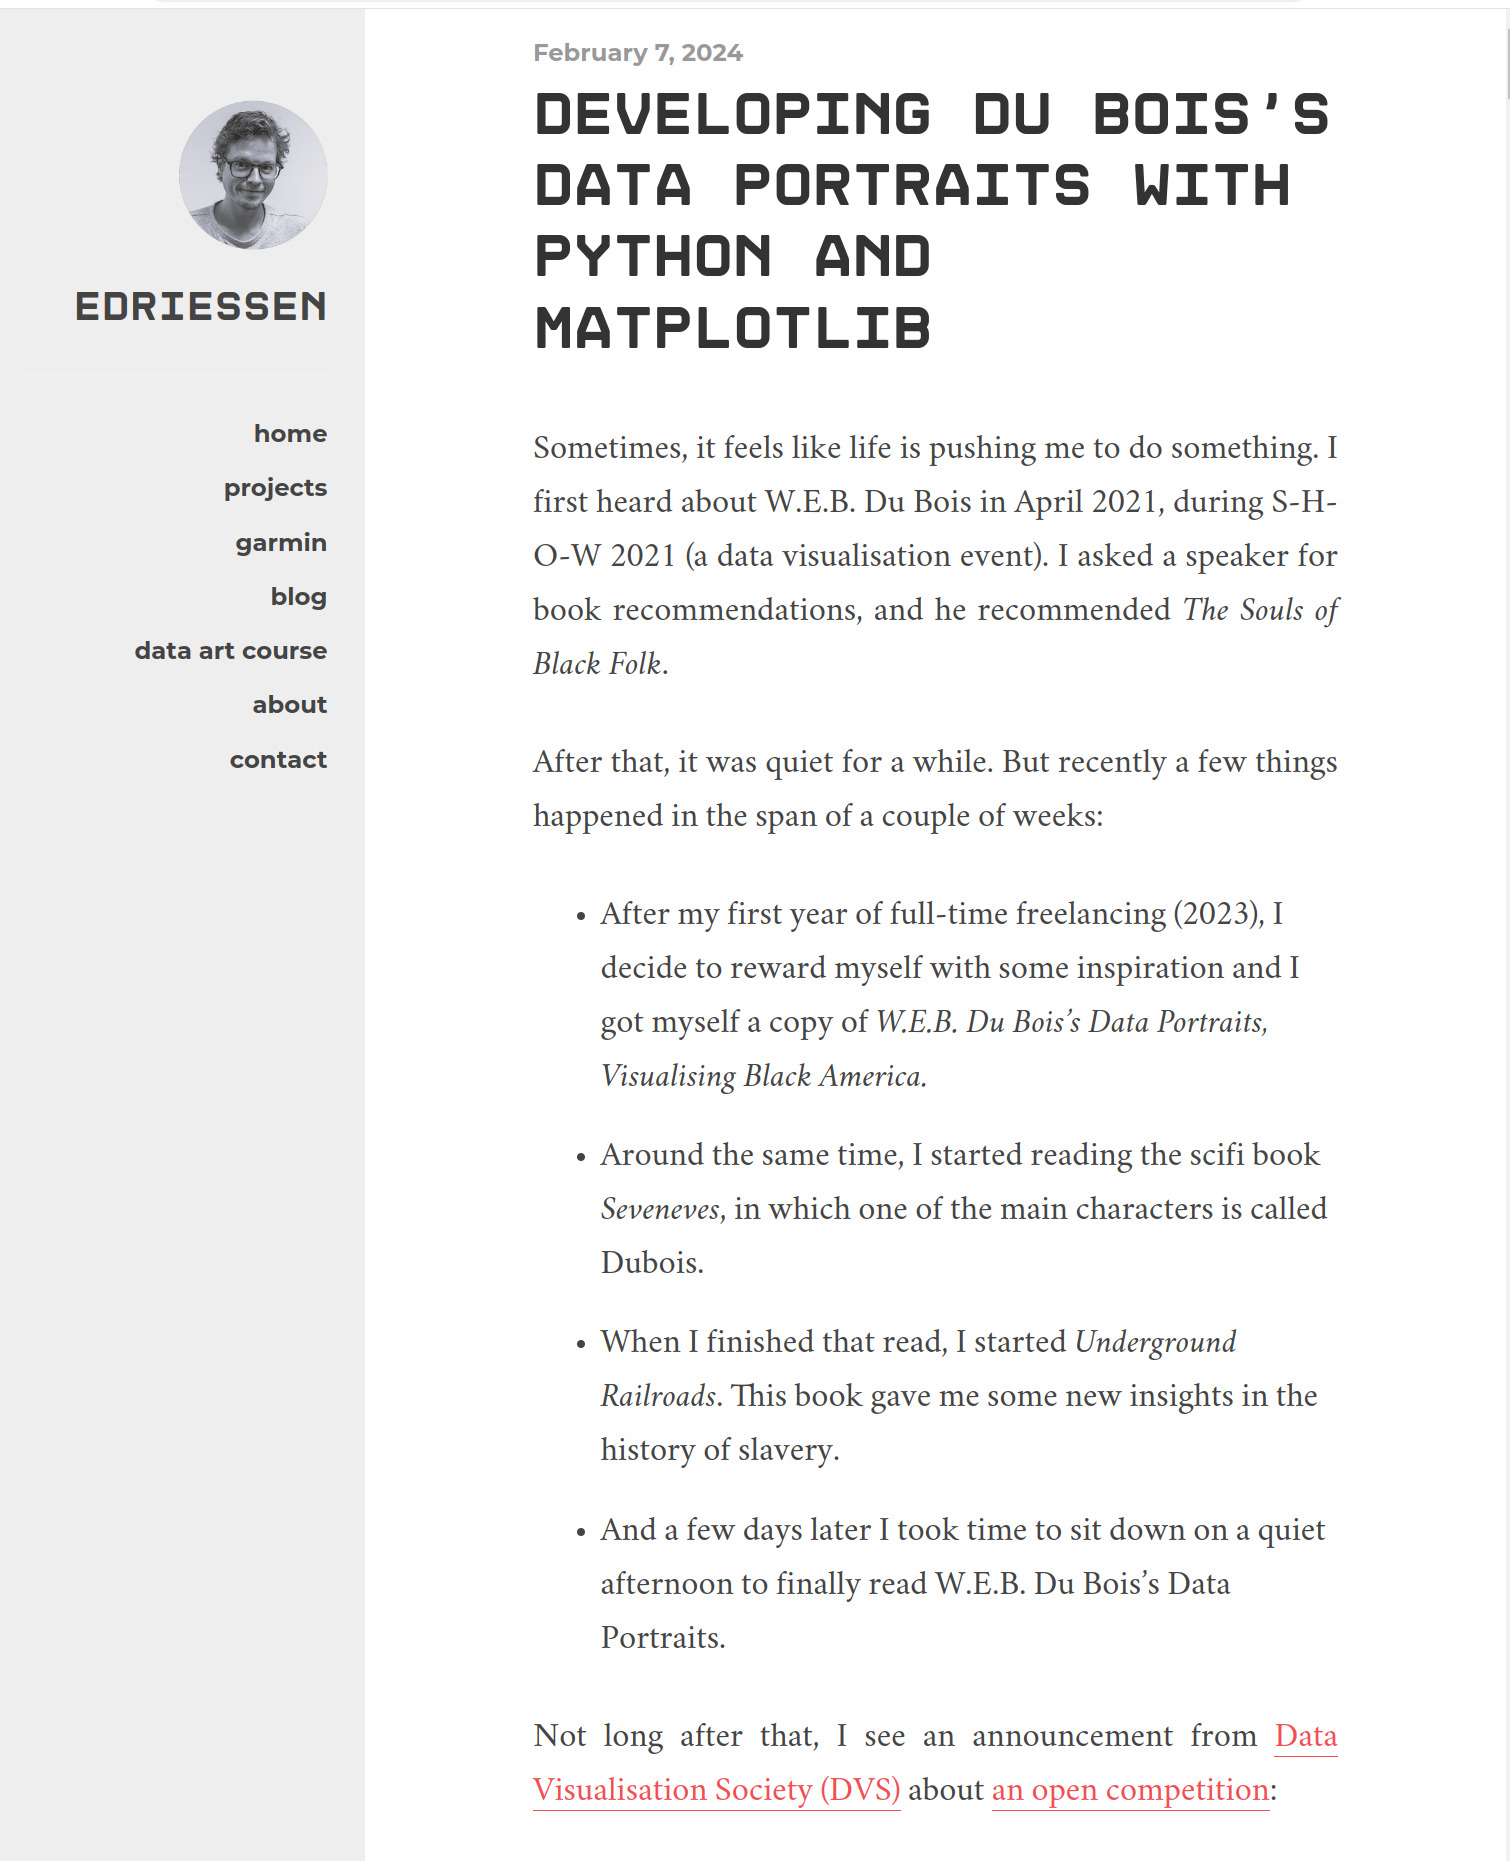 EDRIESSEN
home
projects
garmin
blog
data art course
about
contact
February 7, 2024
DEVELOPING DU BOIS’S
DATA PORTRAITS WITH
PYTHON AND
MATPLOTLIB
Sometimes, it feels like life is pushing me to do something. I
first heard about W.E.B. Du Bois in April 2021, during S-H-
O-W 2021 (a data visualisation event). I asked a speaker for
book recommendations, and he recommended The Souls of
Black Folk.
After that, it was quiet for a while. But recently a few things
happened in the span of a couple of weeks:
• After my first year of full-time freelancing (2023), I
decide to reward myself with some inspiration and I
got myself a copy of W.E.B. Du Bois’s Data Portraits,
Visualising Black America.
• Around the same time, I started reading the scifi book
Seveneves, in which one of the main characters is called
Dubois.
• When I finished that read, I started Underground
Railroads. This book gave me some new insights in the
history of slavery.
• And a few days later I took time to sit down on a quiet
afternoon to finally read W.E.B. Du Bois’s Data
Portraits.
Not long after that, I see an announcement from Data
Visualisation Society (DVS) about an open competition: